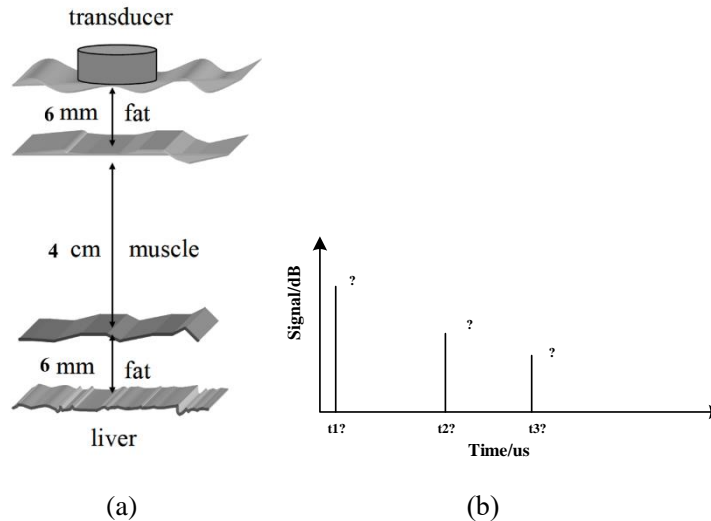 transducer
6 mm fat
4 cm muscle
6 mm fat
liver
(a)
Signal/dB
?
?
?
t1?
t2?
t3?
Time/us
(b)